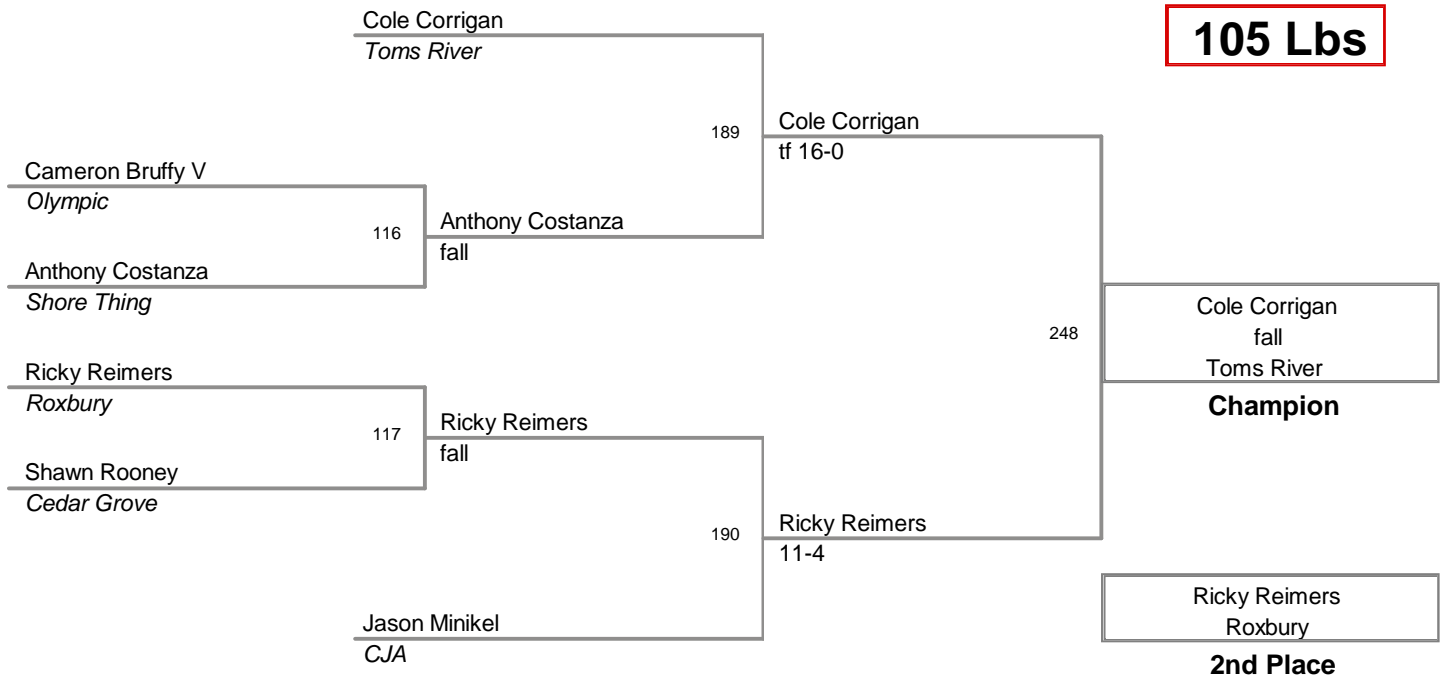 Cole Corrigan
Toms River
105 Lbs
189
Cole Corrigan
tf 16-0
Cameron Bruffy V
Olympic
116
Anthony Costanza
fall
Anthony Costanza
Shore Thing
248
Cole Corrigan
fall
Toms River
Champion
Ricky Reimers
Roxbury
117
Ricky Reimers
fall
Shawn Rooney
Cedar Grove
190
Ricky Reimers
11-4
Jason Minikel
CJA
Ricky Reimers
Roxbury
2nd Place